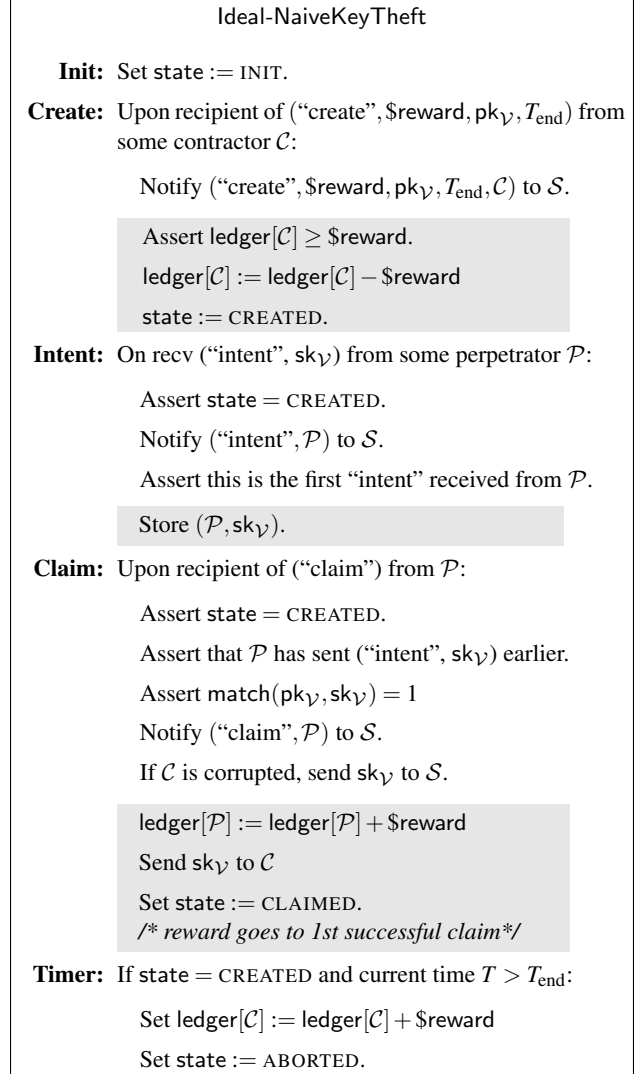 Ideal-NaiveKeyTheft
Init: Set state := INIT.
Create: Upon recipient of (“create”, $reward, pk𝒱, T_end) from
some contractor 𝒞:
Notify (“create”, $reward, pk𝒱, T_end, 𝒞) to 𝒮.
Assert ledger[𝒞] ≥ $reward.
ledger[𝒞] := ledger[𝒞] − $reward
state := CREATED.
Intent: On recv (“intent”, sk𝒱) from some perpetrator 𝒫:
Assert state = CREATED.
Notify (“intent”, 𝒫) to 𝒮.
Assert this is the first “intent” received from 𝒫.
Store (𝒫, sk𝒱).
Claim: Upon recipient of (“claim”) from 𝒫:
Assert state = CREATED.
Assert that 𝒫 has sent (“intent”, sk𝒱) earlier.
Assert match(pk𝒱, sk𝒱) = 1
Notify (“claim”, 𝒫) to 𝒮.
If 𝒞 is corrupted, send sk𝒱 to 𝒮.
ledger[𝒫] := ledger[𝒫] + $reward
Send sk𝒱 to 𝒞
Set state := CLAIMED.
/* reward goes to 1st successful claim*/
Timer: If state = CREATED and current time T > T_end:
Set ledger[𝒞] := ledger[𝒞] + $reward
Set state := ABORTED.